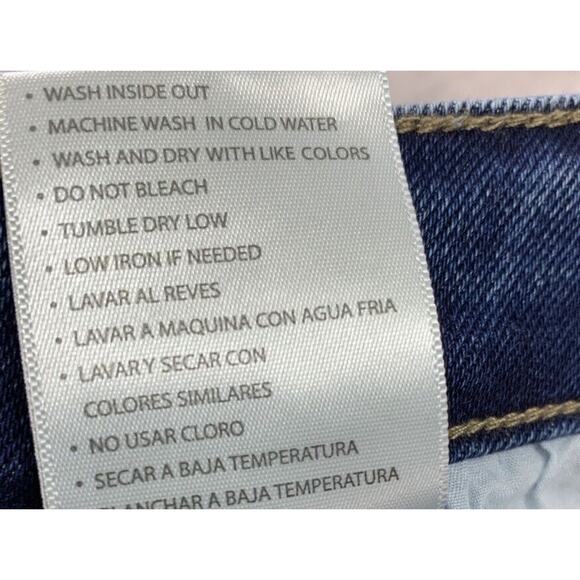 • WASH INSIDE OUT
• MACHINE WASH IN COLD WATER
• WASH AND DRY WITH LIKE COLORS
• DO NOT BLEACH
• TUMBLE DRY LOW
• LOW IRON IF NEEDED
• LAVAR AL REVES
• LAVAR A MAQUINA CON AGUA FRIA
• LAVAR Y SECAR CON
COLORES SIMILARES
• NO USAR CLORO
• SECAR A BAJA TEMPERATURA
• PLANCHAR A BAJA TEMPERATURA